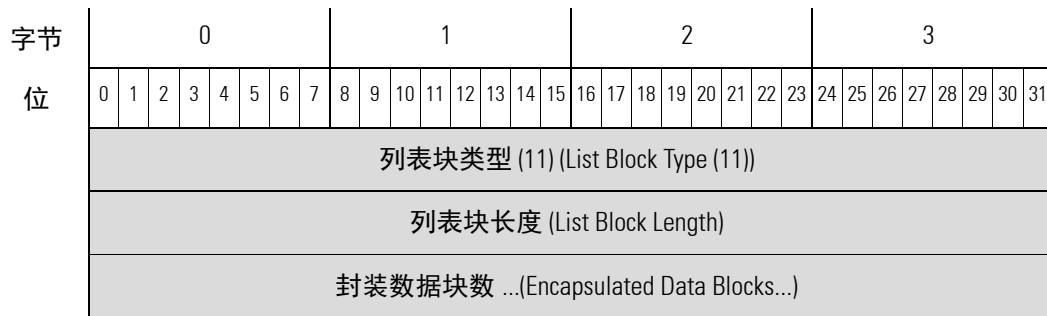 字节 0 1 2 3
位 0 1 2 3 4 5 6 7 8 9 10 11 12 13 14 15 16 17 18 19 20 21 22 23 24 25 26 27 28 29 30 31
列表块类型 (11) (List Block Type (11))
列表块长度 (List Block Length)
封装数据块数 ...(Encapsulated Data Blocks...)